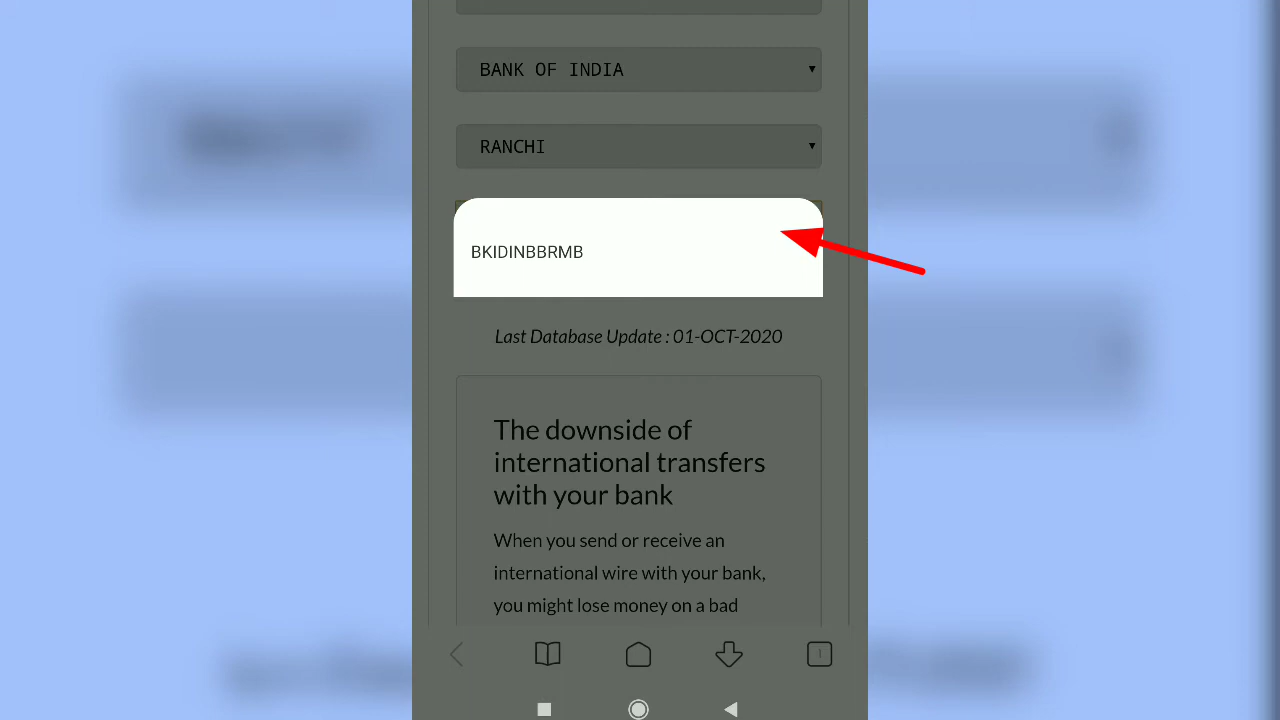 BANK OF INDIA
RANCHI
BKIDINBBRMB
Last Database Update : 01-OCT-2020
The downside of
international transfers
with your bank
When you send or receive an
international wire with your bank,
you might lose money on a bad
1